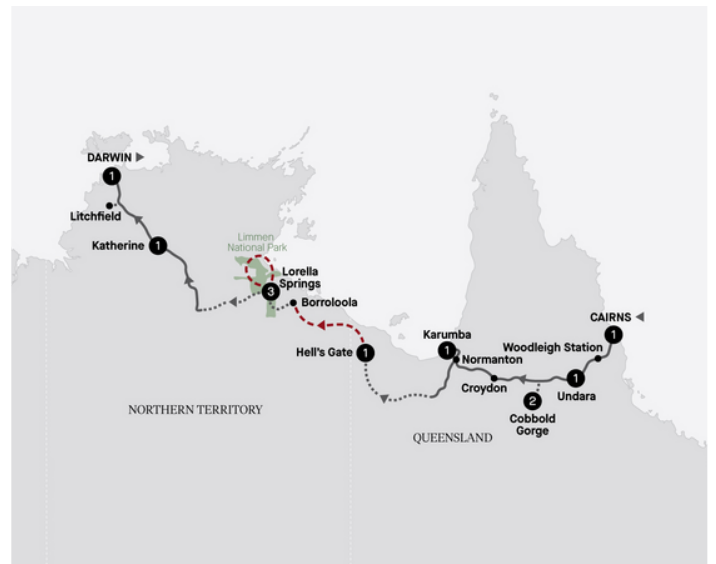 DARWIN
1
Litchfield
Katherine 1
Limmen
National Park
Lorella
Springs
3
Borroloola
Hell's Gate 1
Karumba
1
Normanton
Croydon
2
Cobbold
Gorge
1
Undara
Woodleigh Station
CAIRNS
1
NORTHERN TERRITORY
QUEENSLAND